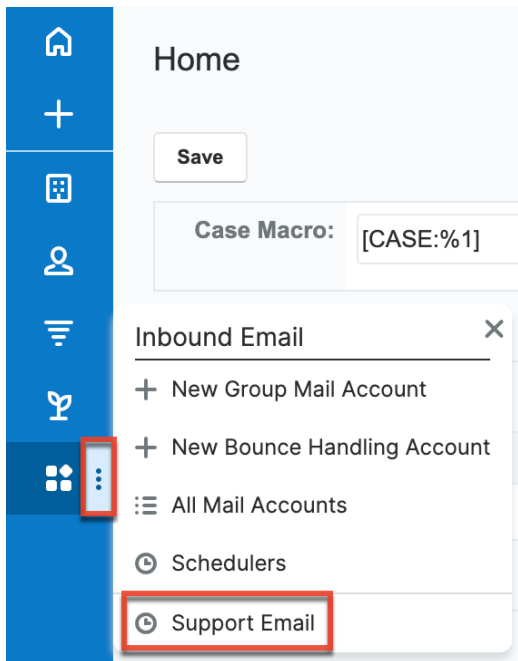 Home
Save
Case Macro: [CASE:%1]
Inbound Email
New Group Mail Account
New Bounce Handling Account
All Mail Accounts
Schedulers
Support Email